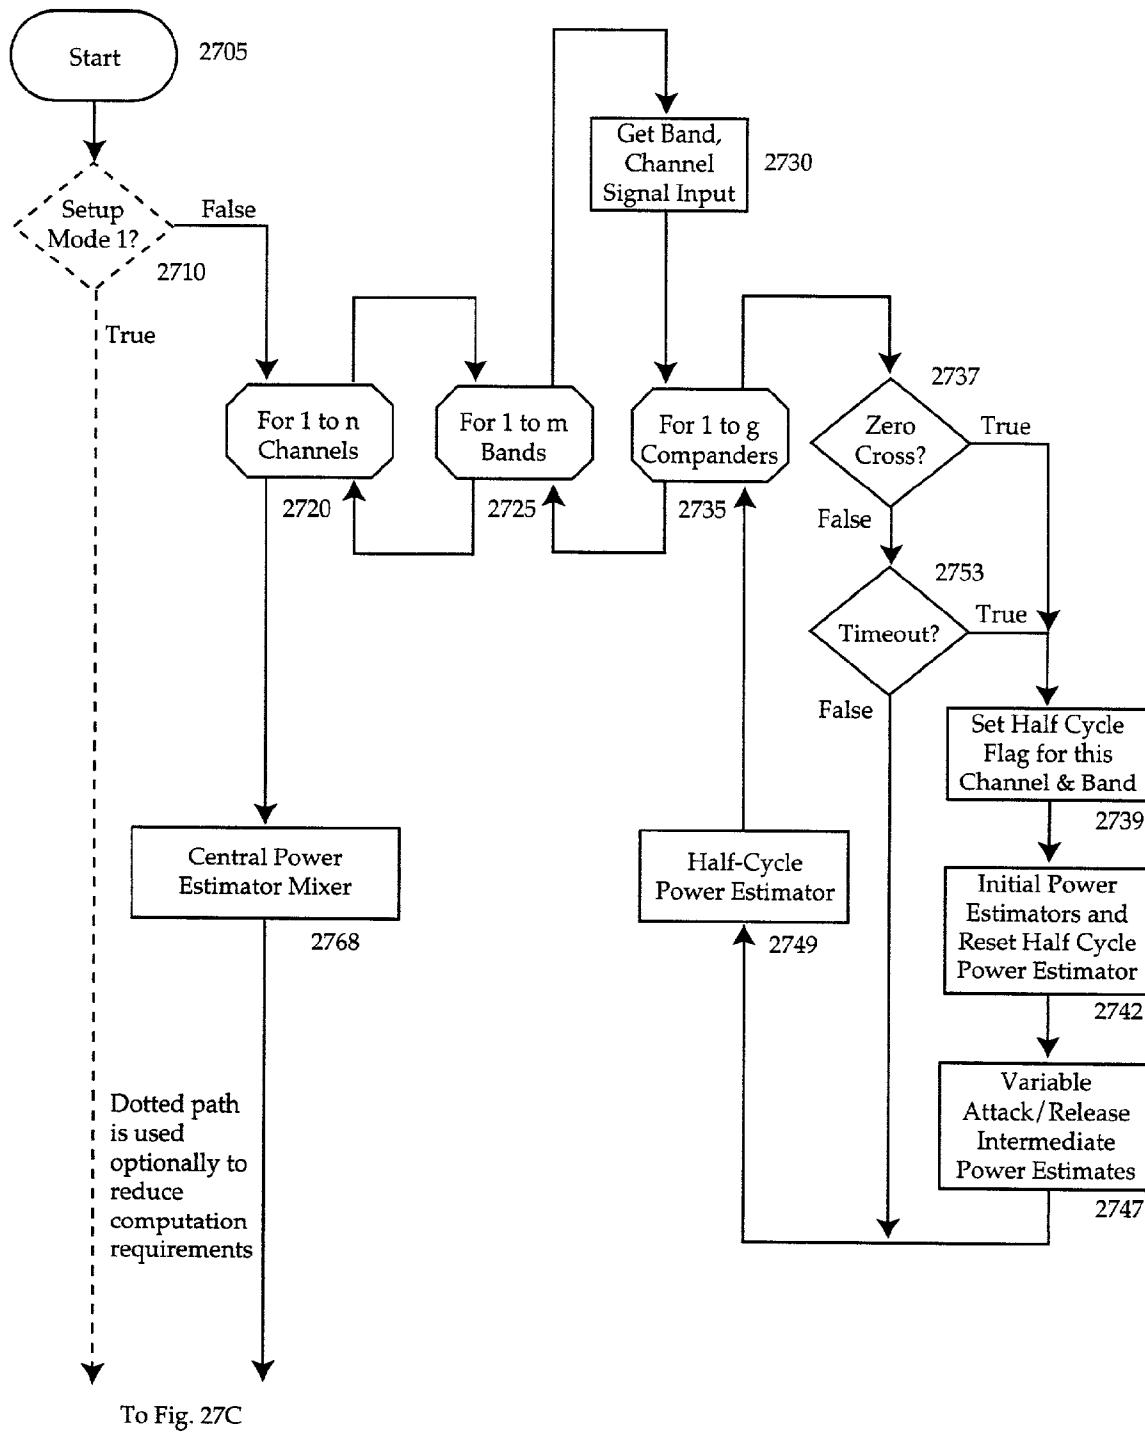 Start
2705
Setup
Mode 1?
False
2710
True
Get Band,
Channel
Signal Input
2730
For 1 to n
Channels
2720
For 1 to m
Bands
2725
For 1 to g
Companders
2735
2737
Zero
Cross?
True
False
2753
Timeout?
True
False
Set Half Cycle
Flag for this
Channel & Band
2739
Initial Power
Estimators and
Reset Half Cycle
Power Estimator
2742
Variable
Attack/Release
Intermediate
Power Estimates
2747
Half-Cycle
Power Estimator
2749
Central Power
Estimator Mixer
2768
Dotted path
is used
optionally to
reduce
computation
requirements
To Fig. 27C